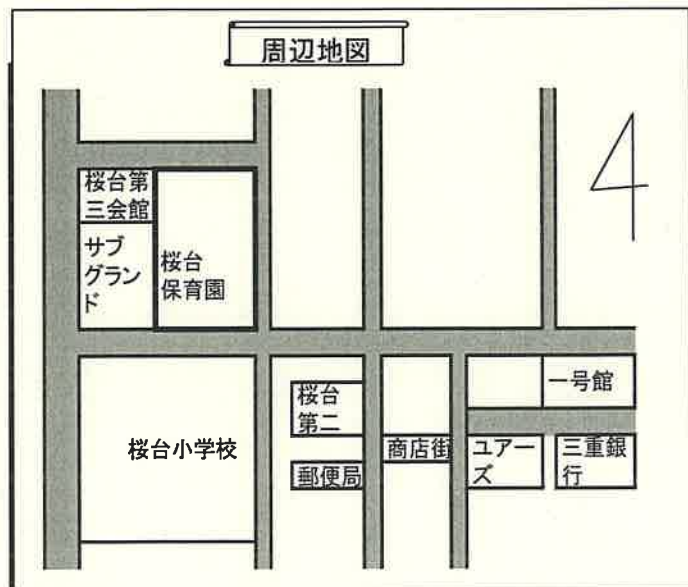 周辺地図
桜台第
三会館
サブ
グラン
ド
桜台
保育園
一号館
桜台
第二
桜台小学校
商店街
ユアー
ズ
三重銀
行
郵便局